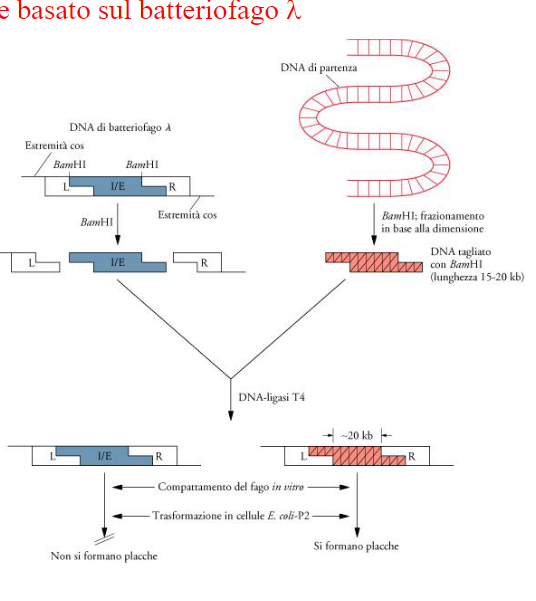 e basato sul batteriofago λ
DNA di partenza
DNA di batteriofago λ
Estremità cos
BamHI
BamHI
L
I/E
R
Estremità cos
BamHI
BamHI; frazionamento
in base alla dimensione
L
I/E
R
DNA tagliato
con BamHI
(lunghezza 15-20 kb)
DNA-ligasi T4
~20 kb
L
I/E
R
L
R
Compattamento del fago in vitro
Trasformazione in cellule E. coli-P2
Non si formano placche
Si formano placche